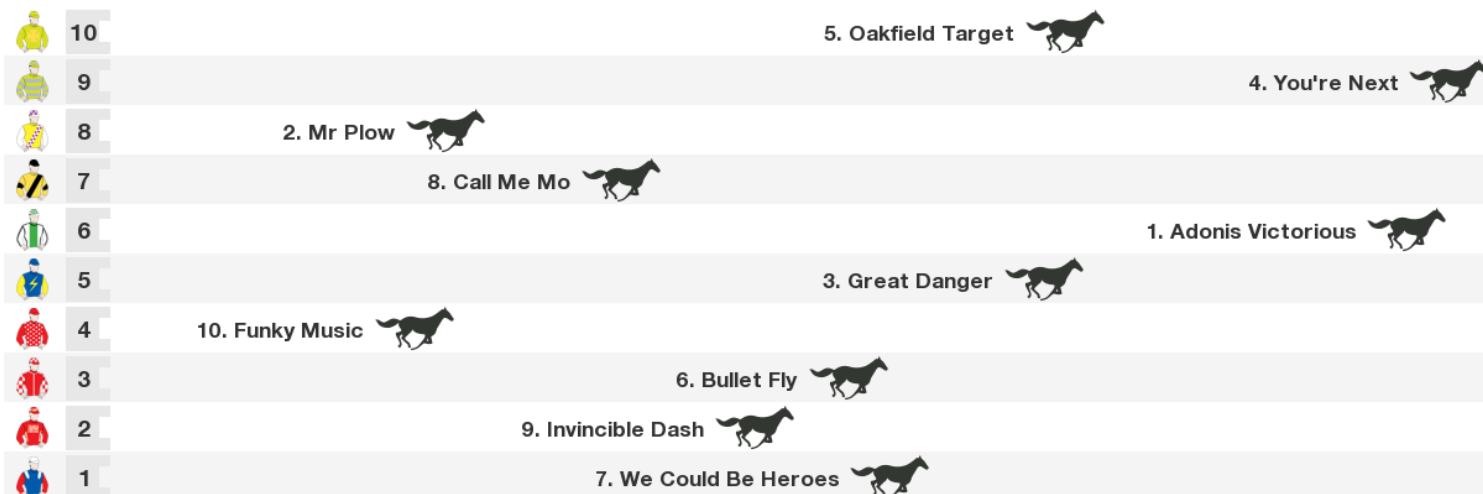 10 5. Oakfield Target
9 4. You're Next
8 2. Mr Plow
7 8. Call Me Mo
6 1. Adonis Victorious
5 3. Great Danger
4 10. Funky Music
3 6. Bullet Fly
2 9. Invincible Dash
1 7. We Could Be Heroes